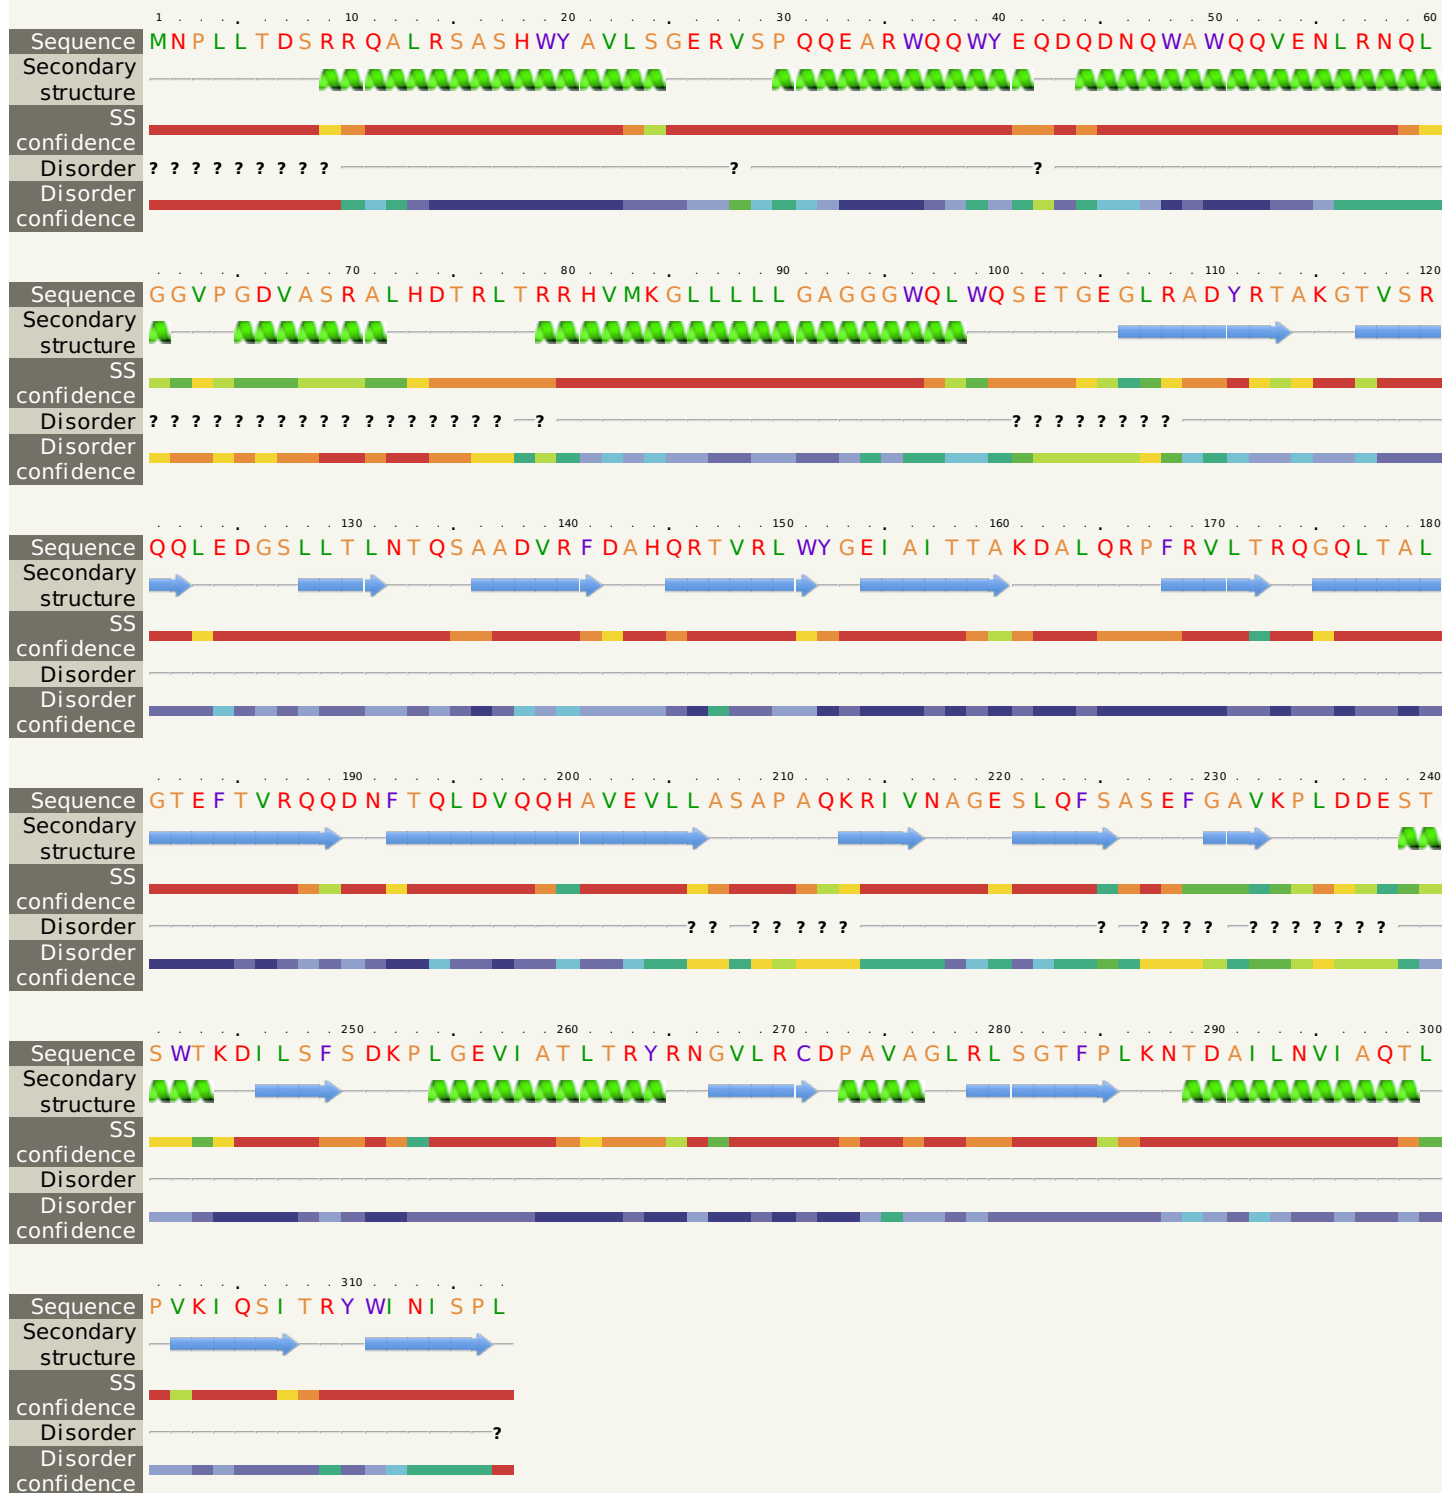 1 10 20 30 40 50 60
Sequence MNPLLTDSRRQALRSASHWYAVLSGERVSPQQEARWQQWYEQDQDNQWAWQQVENLRNQL
Secondary
structure
SS
confidence
Disorder ? ? ? ? ? ? ? ? ? ? ?
Disorder
confidence
70 80 90 100 110 120
Sequence GGVPGDVASRALHDTRLTRRHVMKGLLLLLGAGGGWQLWQSETGEGLRADYRTAKGTVSR
Secondary
structure
SS
confidence
Disorder ? ? ? ? ? ? ? ? ? ? ? ? ? ? ? ? ? ? ? ? ? ? ? ? ? ?
Disorder
confidence
130 140 150 160 170 180
Sequence QQLEDGSLLTLNTQSAADVRFDAHQRTVRLWYGEIAITTAKDALQRPFRVLTRQGQLTAL
Secondary
structure
SS
confidence
Disorder
Disorder
confidence
190 200 210 220 230 240
Sequence GTEFTVRQQDNFTQLDVQQHAVEVLLASAPAQKRIVNAGESLQFSASEFGAVKPLDDEST
Secondary
structure
SS
confidence
Disorder ? ? ? ? ? ? ? ? ? ? ? ? ? ? ? ? ? ? ?
Disorder
confidence
250 260 270 280 290 300
Sequence SWTKDILSFSDKPLGEVIATLTRYRNGVLRCDPAVAGLRLSGTFPLKNTDAILNVIAQTL
Secondary
structure
SS
confidence
Disorder
Disorder
confidence
310
Sequence PVKIQSITRYWINISPL
Secondary
structure
SS
confidence
Disorder ?
Disorder
confidence